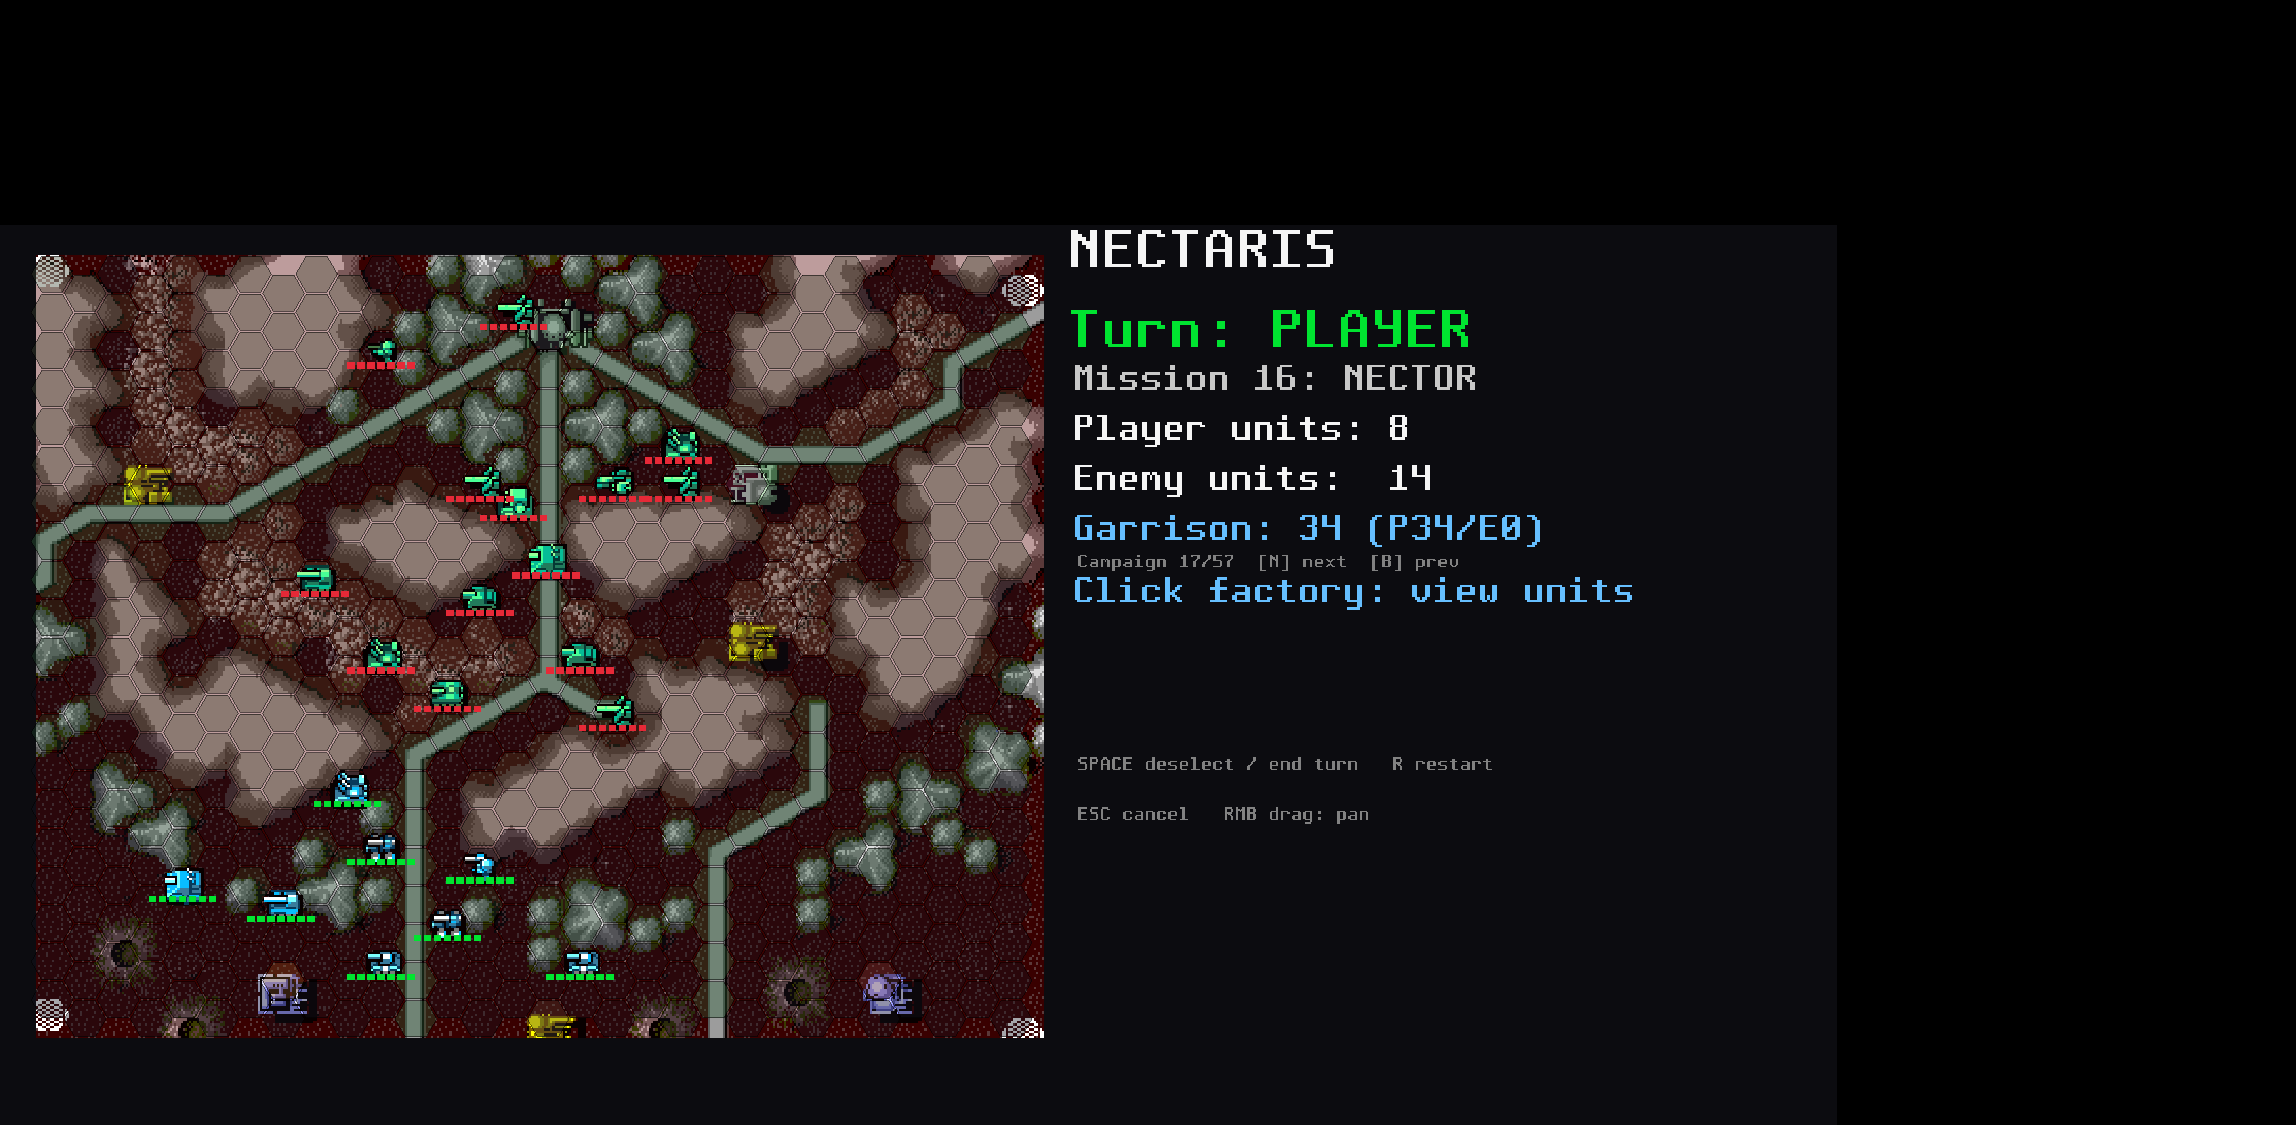 NECTARIS
Turn: PLAYER
Mission 16: NECTOR
Player units: 8
Enemy units:  14
Garrison: 34 (P34/E0)
Campaign 17/57  [N] next  [B] prev
Click factory: view units
SPACE deselect / end turn   R restart
ESC cancel   RMB drag: pan